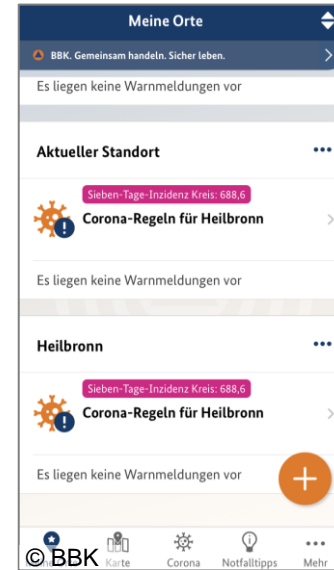 Meine Orte
BBK. Gemeinsam handeln. Sicher leben.
Es liegen keine Warnmeldungen vor
Aktueller Standort
Sieben-Tage-Inzidenz Kreis: 688,6
Corona-Regeln für Heilbronn
Es liegen keine Warnmeldungen vor
Heilbronn
Sieben-Tage-Inzidenz Kreis: 688,6
Corona-Regeln für Heilbronn
Es liegen keine Warnmeldungen vor
Karte Corona Notfalltipps Mehr
©BBK